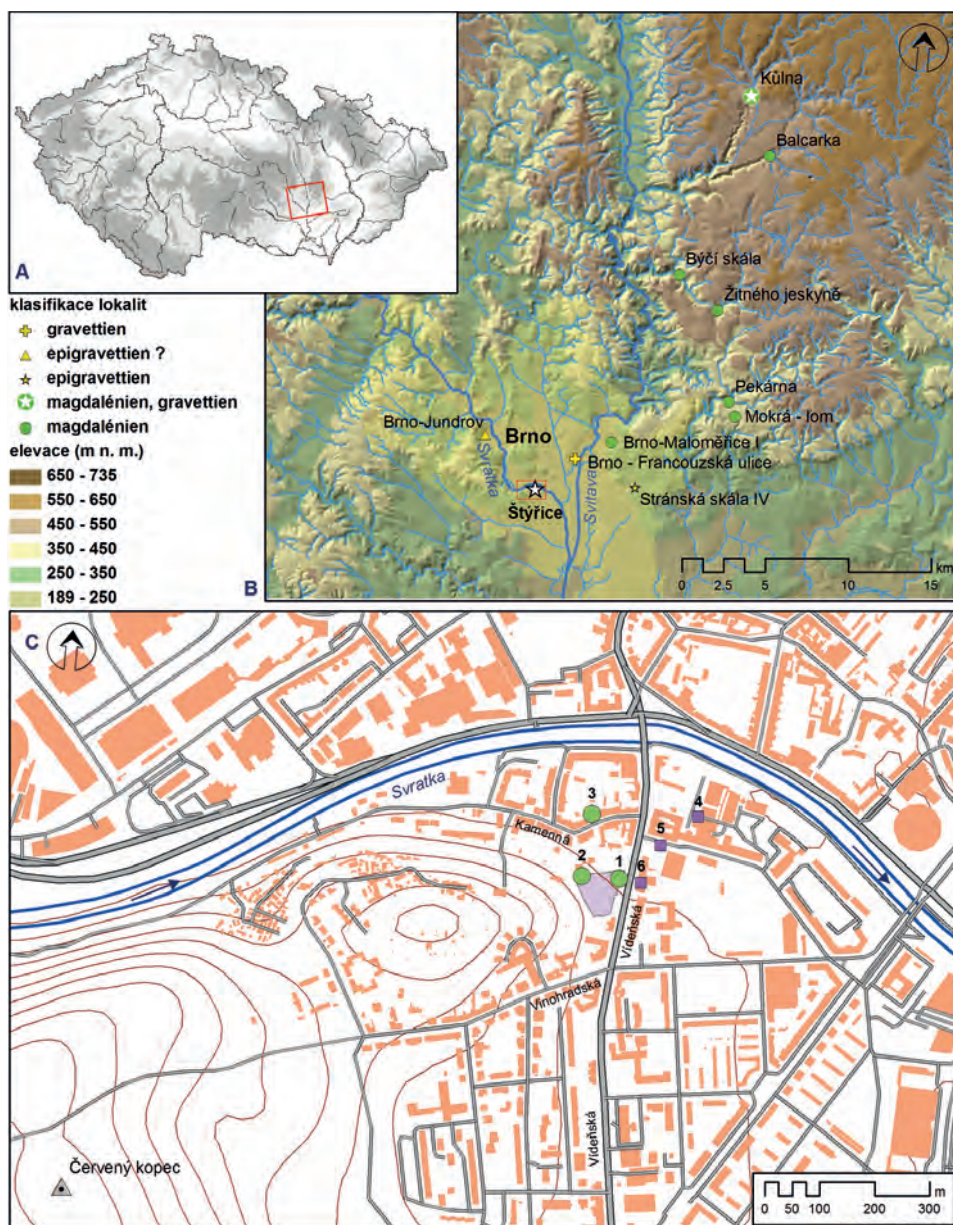 A
klasifikace lokalit
gravettien
epigravettien ?
epigravettien
magdalénien, gravettien
magdalénien
elevace (m n. m.)
650 - 735
550 - 650
450 - 550
350 - 450
250 - 350
189 - 250
Kůlna
Balcarka
Býčí skála
Žitného jeskyně
Pekárna
Mokrá - lom
Brno-Jundrov
Brno
Brno-Maloměřice I
Brno - Francouzská ulice
Svratka
Svitava
Stránská skála IV
Štýřice
B
0 2.5 5 10 15
km
C
Svratka
3
4
Kamenná
5
2
1
6
Vídeňská
Vinohradská
Vídeňská
Červený kopec
m
0 50 100 200 300